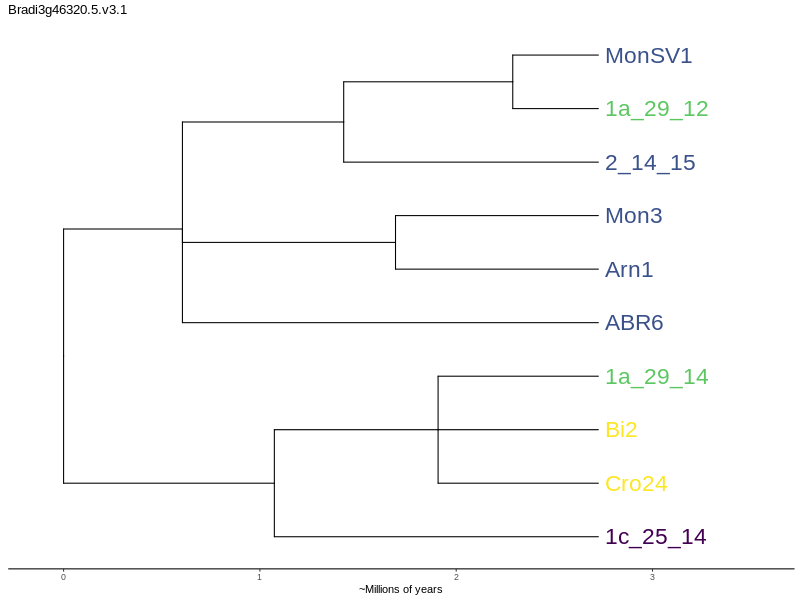 Bradi3g46320.5.v3.1
MonSV1
1a_29_12
2_14_15
Mon3
Arn1
ABR6
1a_29_14
Bi2
Cro24
1c_25_14
0 1 2 3
~Millions of years